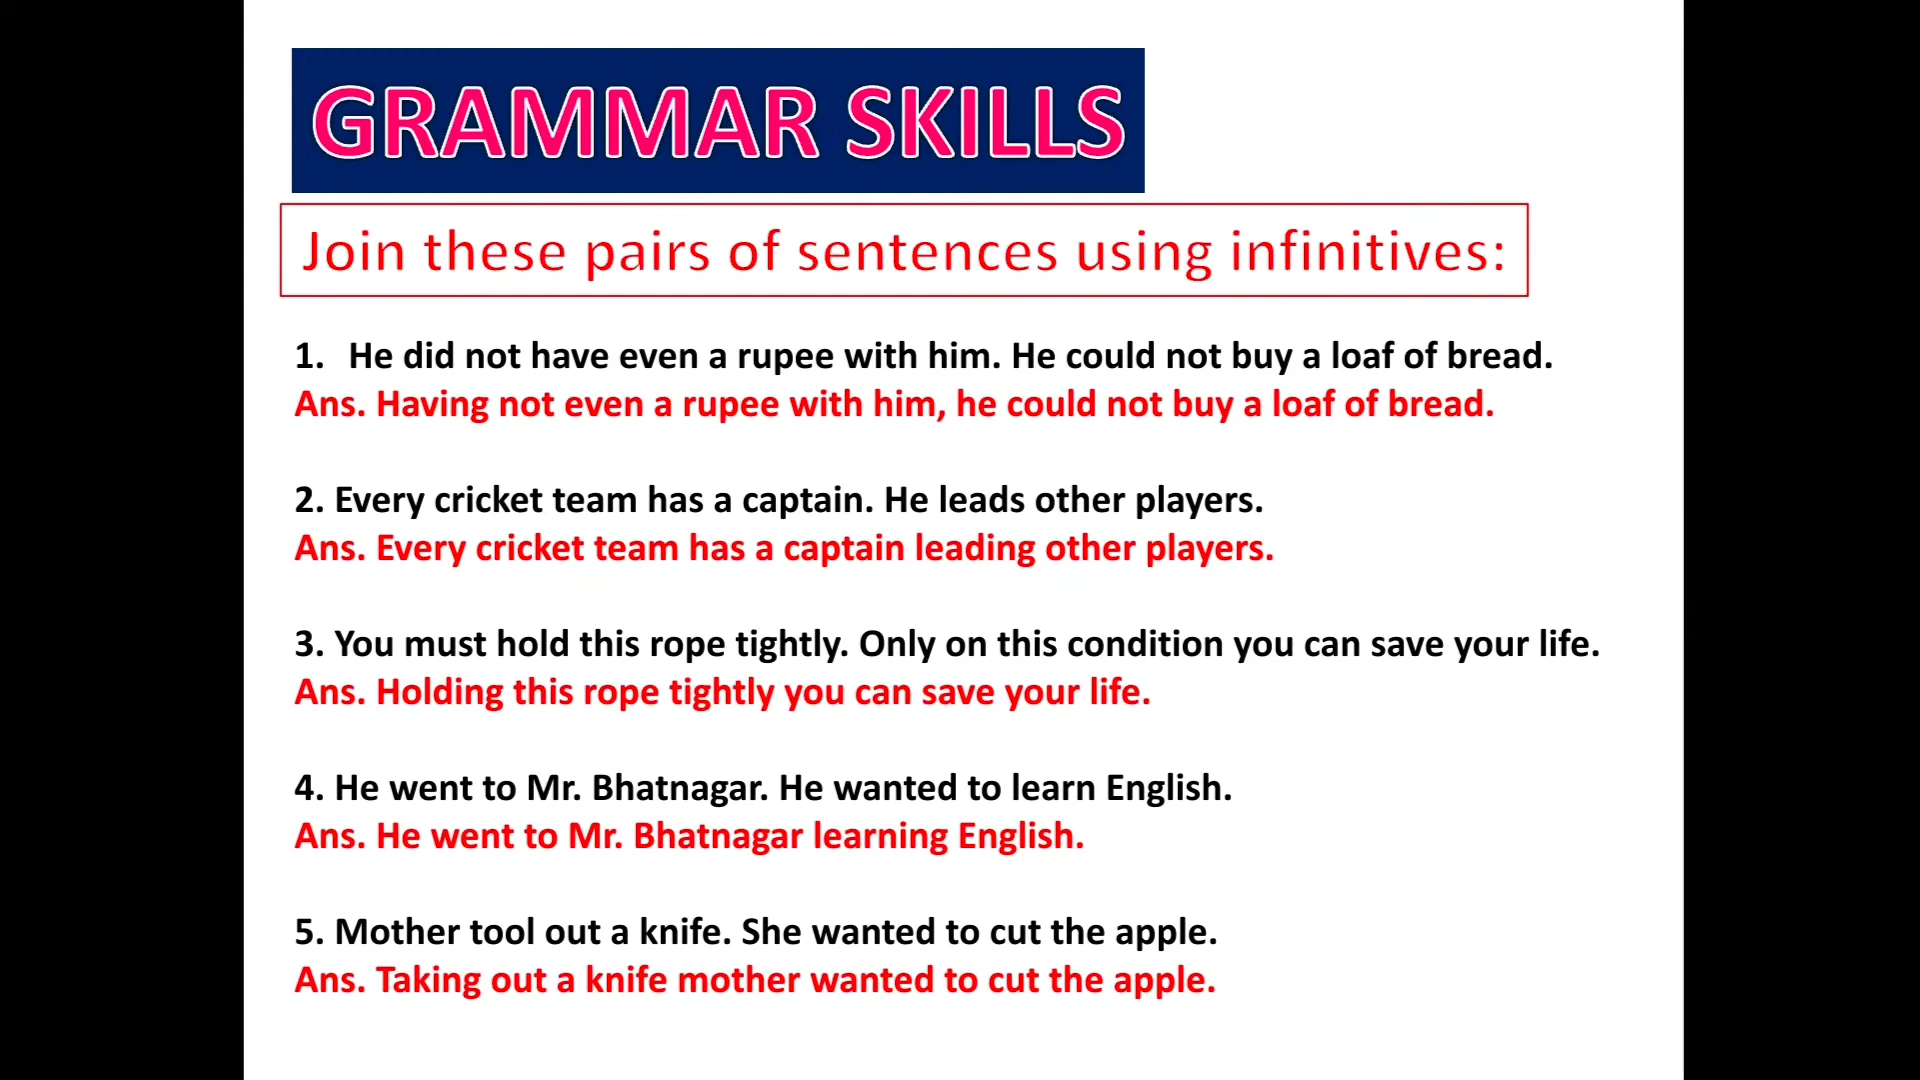 GRAMMAR SKILLS
Join these pairs of sentences using infinitives:
1. He did not have even a rupee with him. He could not buy a loaf of bread.
Ans. Having not even a rupee with him, he could not buy a loaf of bread.
2. Every cricket team has a captain. He leads other players.
Ans. Every cricket team has a captain leading other players.
3. You must hold this rope tightly. Only on this condition you can save your life.
Ans. Holding this rope tightly you can save your life.
4. He went to Mr. Bhatnagar. He wanted to learn English.
Ans. He went to Mr. Bhatnagar learning English.
5. Mother tool out a knife. She wanted to cut the apple.
Ans. Taking out a knife mother wanted to cut the apple.